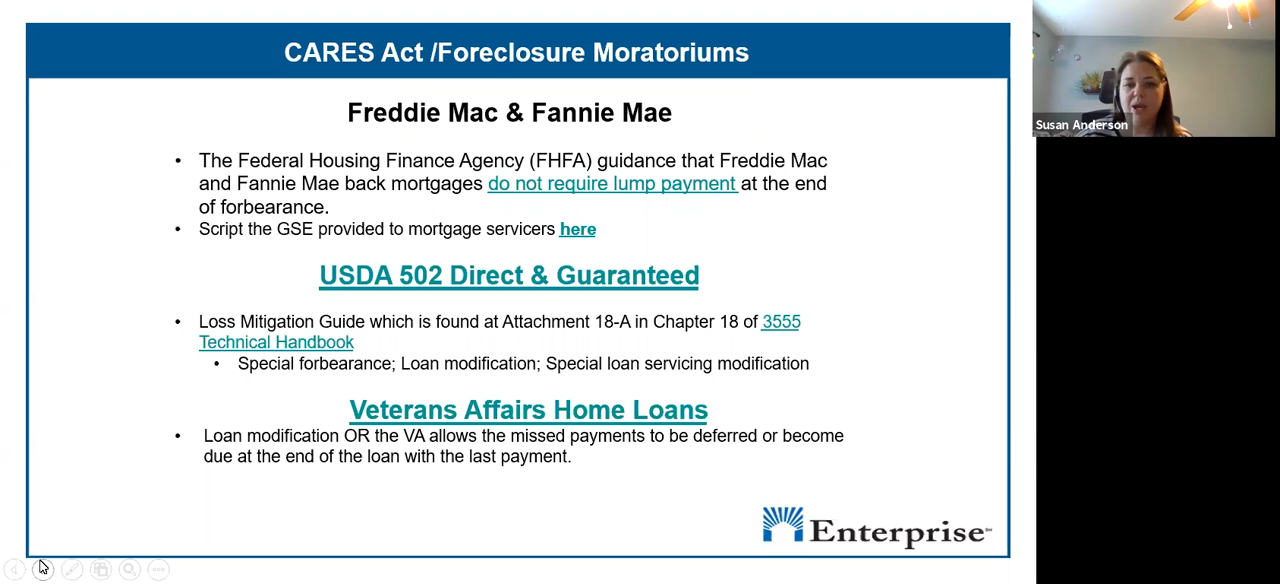 CARES Act /Foreclosure Moratoriums
Freddie Mac & Fannie Mae
• The Federal Housing Finance Agency (FHFA) guidance that Freddie Mac
and Fannie Mae back mortgages do not require lump payment at the end
of forbearance.
• Script the GSE provided to mortgage servicers here
USDA 502 Direct & Guaranteed
• Loss Mitigation Guide which is found at Attachment 18-A in Chapter 18 of 3555
Technical Handbook
• Special forbearance; Loan modification; Special loan servicing modification
Veterans Affairs Home Loans
• Loan modification OR the VA allows the missed payments to be deferred or become
due at the end of the loan with the last payment.
Enterprise
Susan Anderson